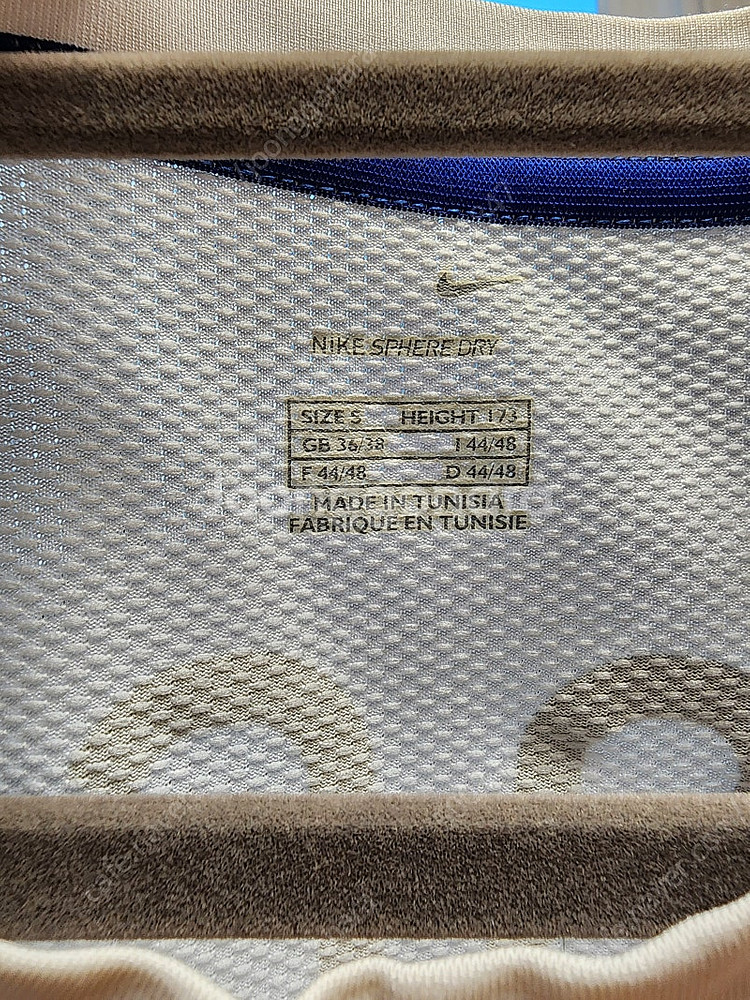 NIKE SPHERE DRY
SIZE S HEIGHT 173
GB 36/38 I 44/48
F 44/48 D 44/48
MADE IN TUNISIA
FABRIQUE EN TUNISIE